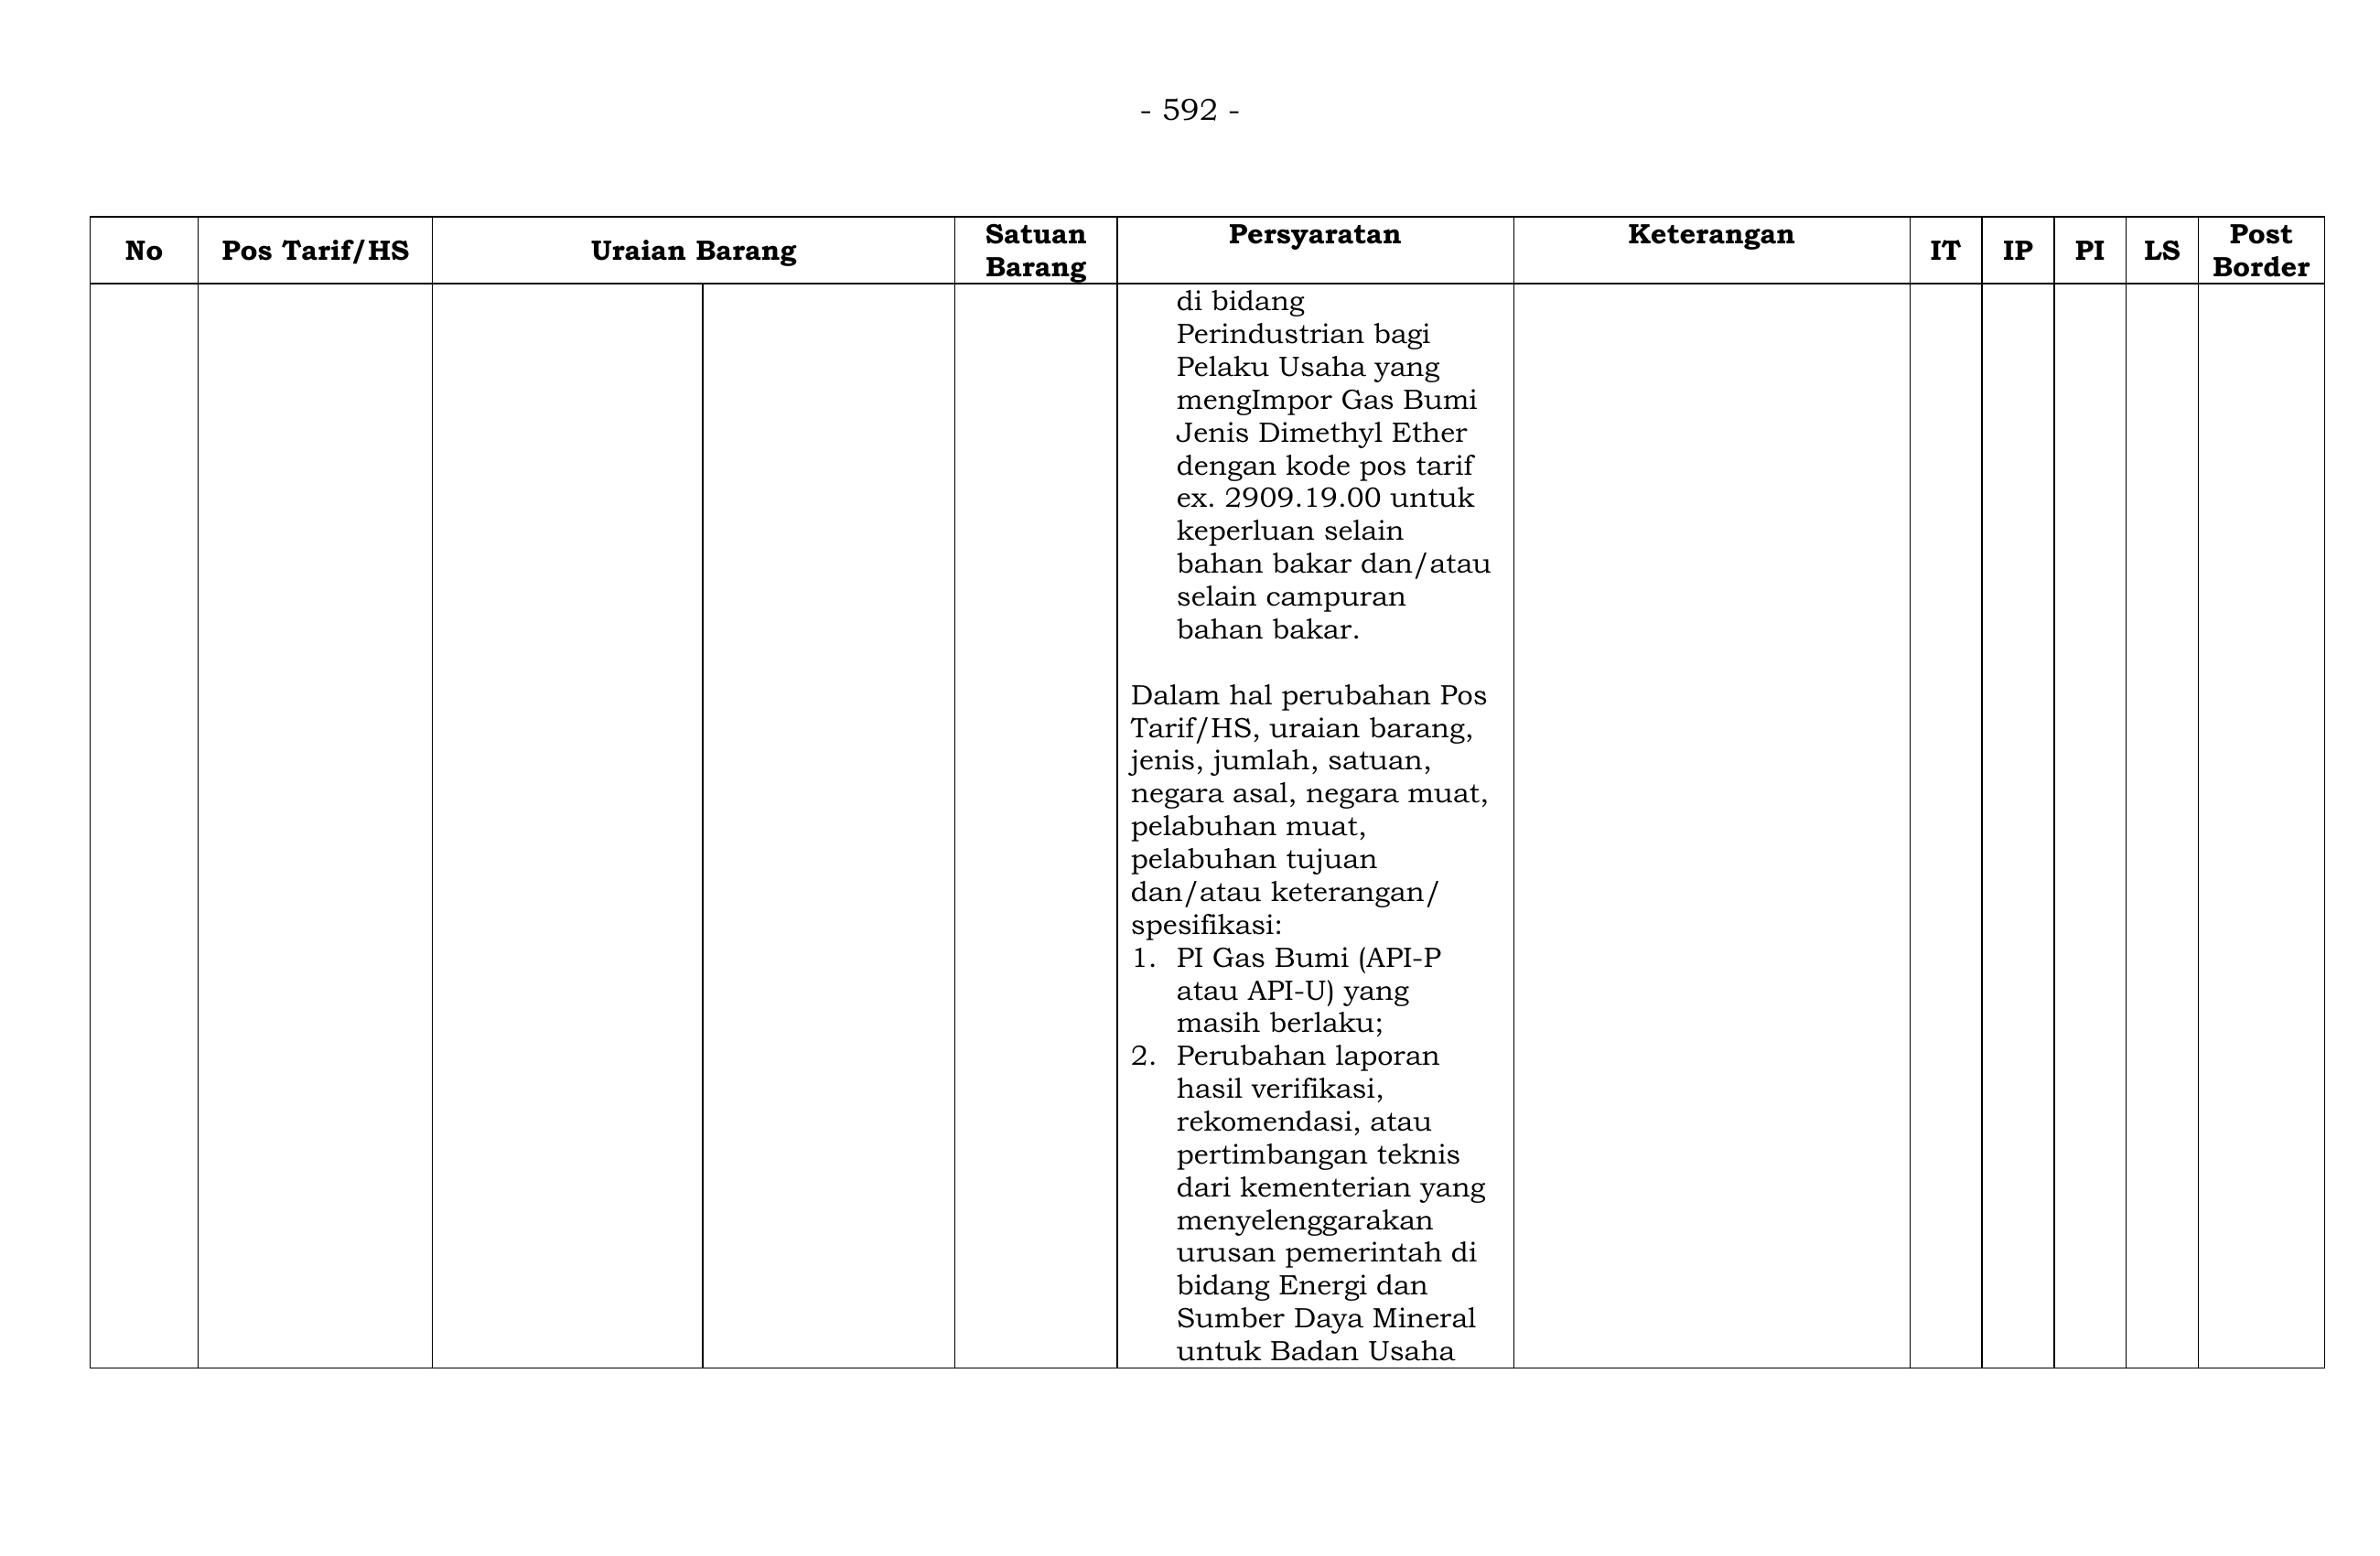 - 592 -
No
Pos Tarif/HS
Uraian Barang
Satuan
Barang
Persyaratan
Keterangan
IT
IP
PI
LS
Post
Border
di bidang
Perindustrian bagi
Pelaku Usaha yang
mengImpor Gas Bumi
Jenis Dimethyl Ether
dengan kode pos tarif
ex. 2909.19.00 untuk
keperluan selain
bahan bakar dan/atau
selain campuran
bahan bakar.
Dalam hal perubahan Pos
Tarif/HS, uraian barang,
jenis, jumlah, satuan,
negara asal, negara muat,
pelabuhan muat,
pelabuhan tujuan
dan/atau keterangan/
spesifikasi:
1. PI Gas Bumi (API-P
atau API-U) yang
masih berlaku;
2. Perubahan laporan
hasil verifikasi,
rekomendasi, atau
pertimbangan teknis
dari kementerian yang
menyelenggarakan
urusan pemerintah di
bidang Energi dan
Sumber Daya Mineral
untuk Badan Usaha